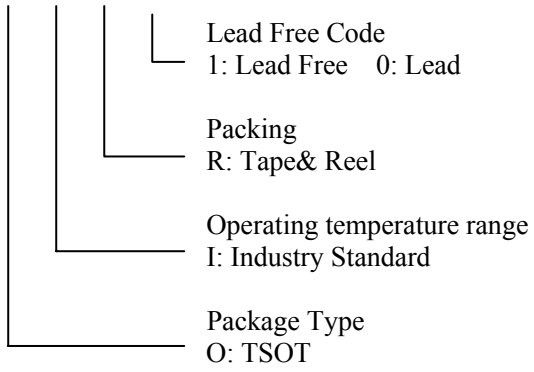 Lead Free Code
1: Lead Free 0: Lead
Packing
R: Tape& Reel
Operating temperature range
I: Industry Standard
Package Type
O: TSOT